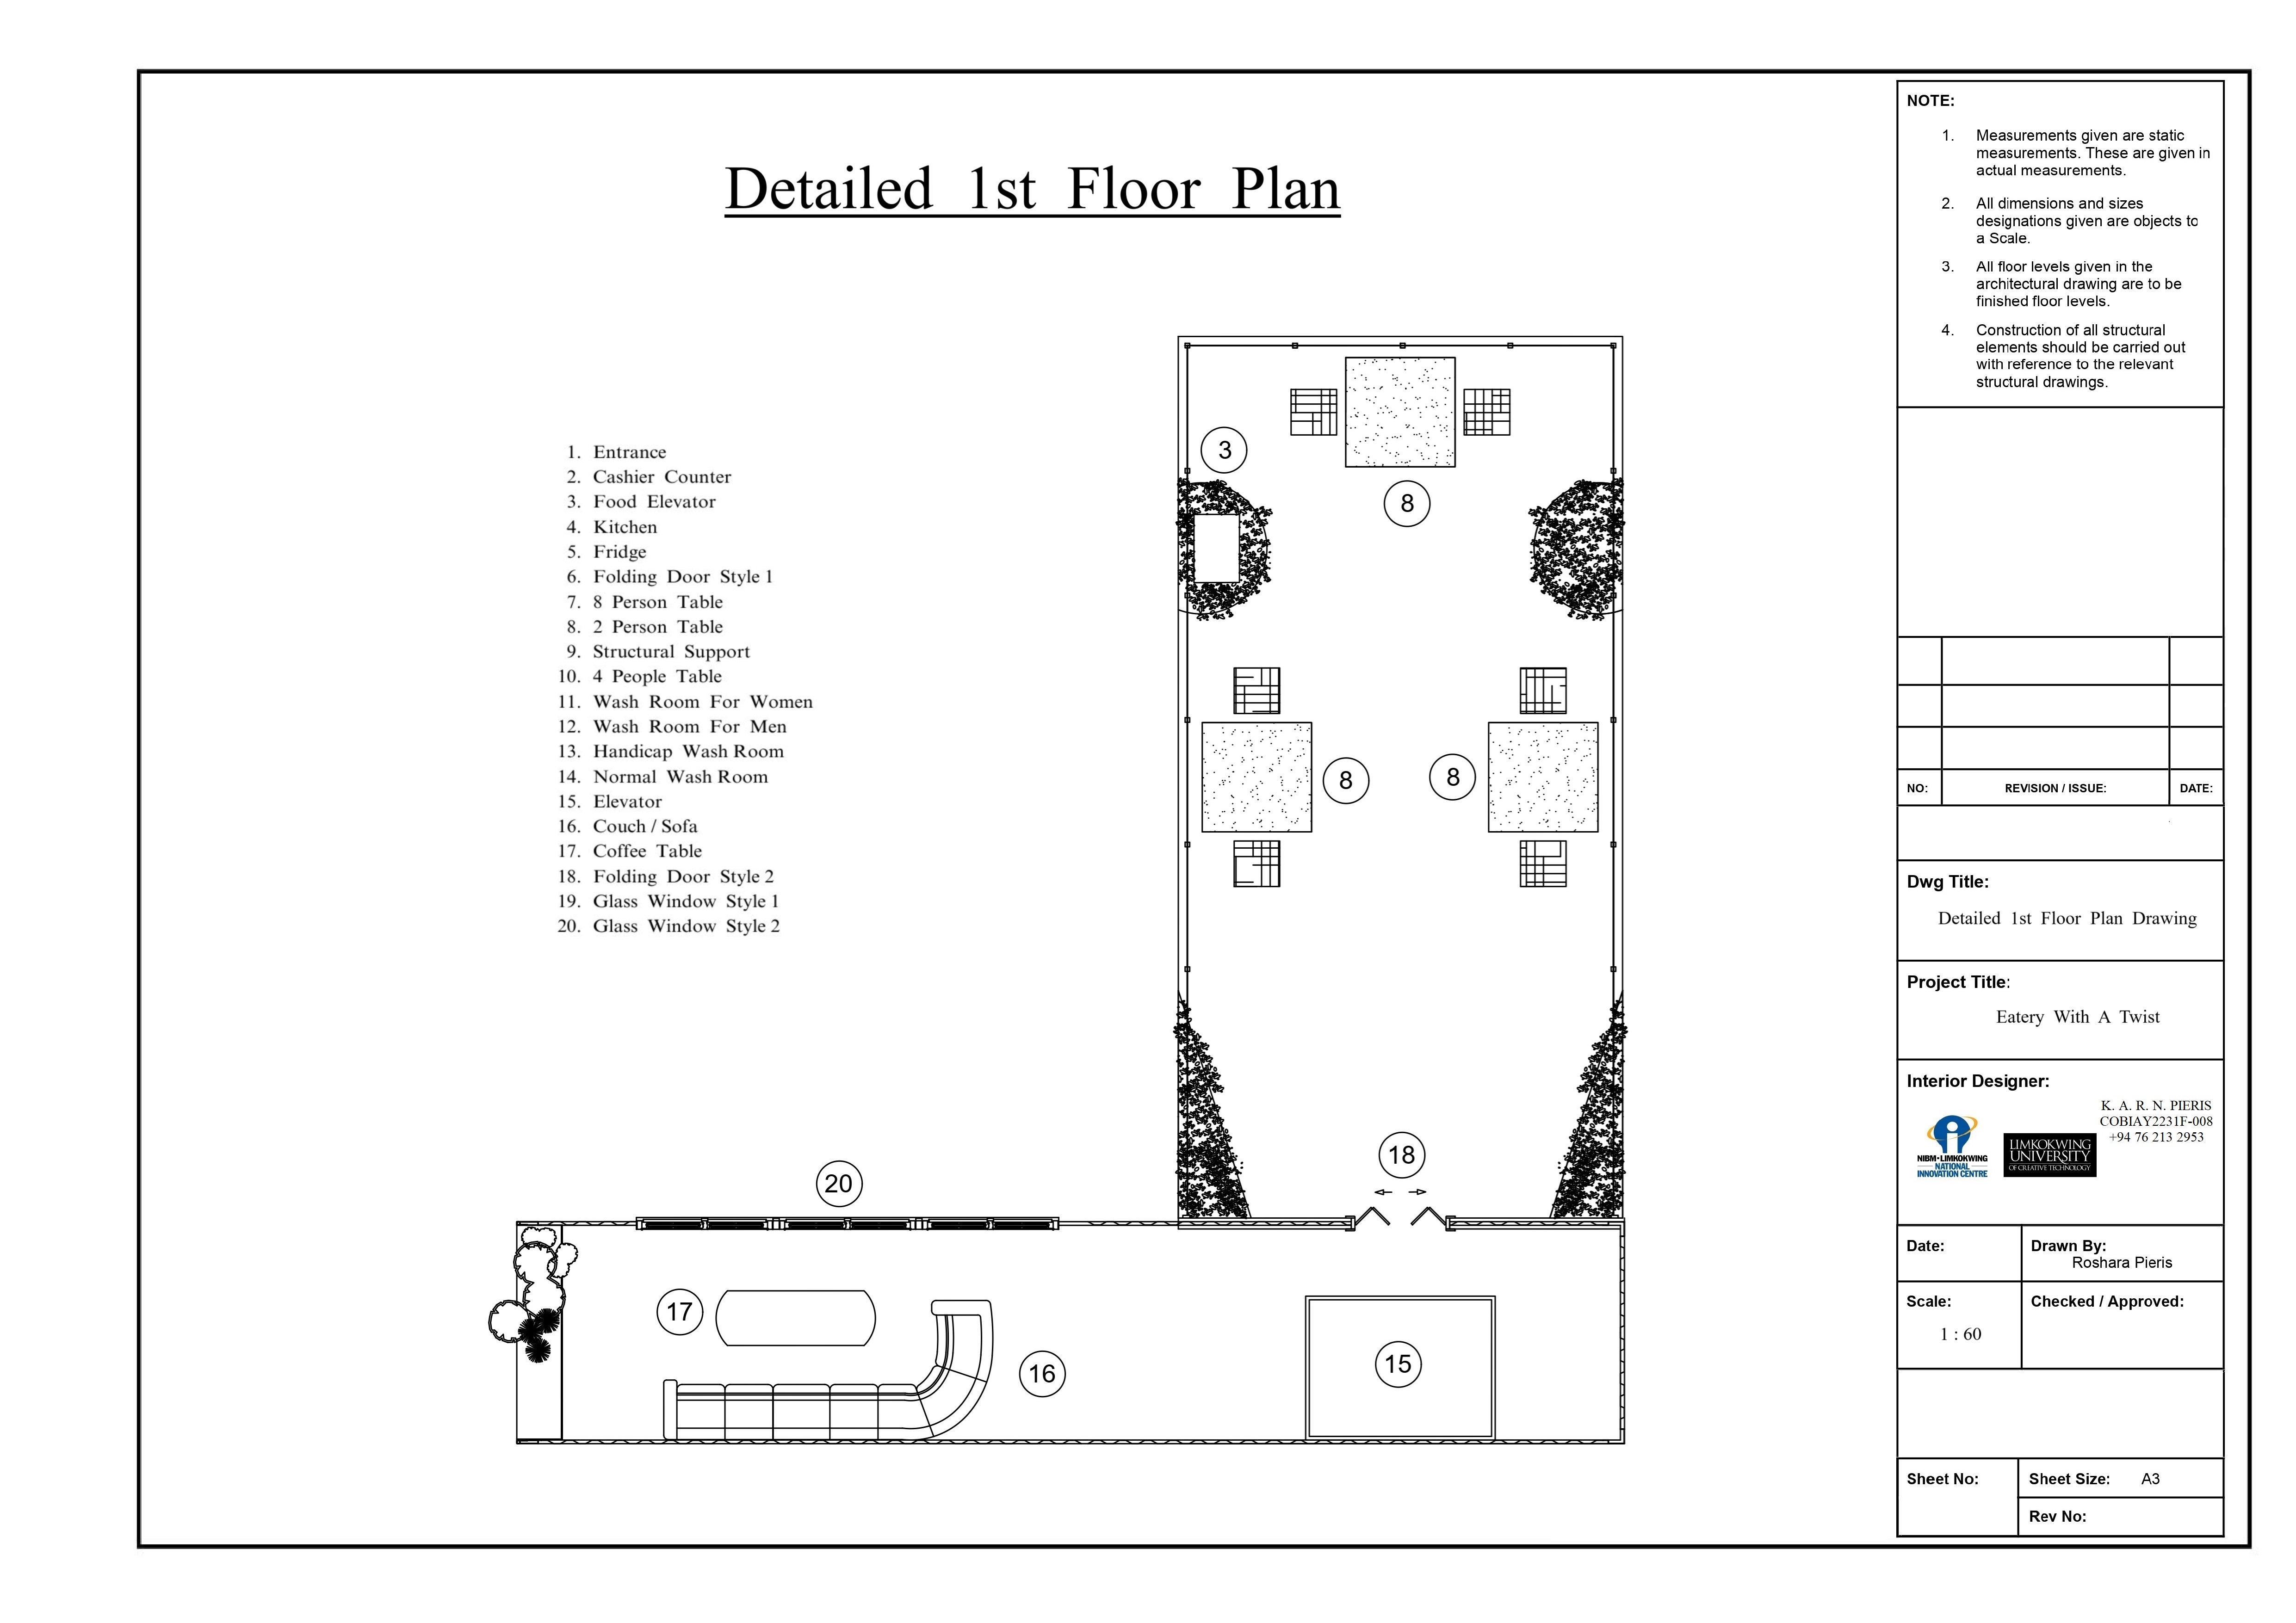 Detailed 1st Floor Plan
1. Entrance
2. Cashier Counter
3. Food Elevator
4. Kitchen
5. Fridge
6. Folding Door Style 1
7. 8 Person Table
8. 2 Person Table
9. Structural Support
10. 4 People Table
11. Wash Room For Women
12. Wash Room For Men
13. Handicap Wash Room
14. Normal Wash Room
15. Elevator
16. Couch / Sofa
17. Coffee Table
18. Folding Door Style 2
19. Glass Window Style 1
20. Glass Window Style 2
3
8
8
8
18
20
17
16
15
NOTE:
1. Measurements given are static
measurements. These are given in
actual measurements.
2. All dimensions and sizes
designations given are objects to
a Scale.
3. All floor levels given in the
architectural drawing are to be
finished floor levels.
4. Construction of all structural
elements should be carried out
with reference to the relevant
structural drawings.
NO: REVISION / ISSUE: DATE:
Dwg Title:
Detailed 1st Floor Plan Drawing
Project Title:
Eatery With A Twist
Interior Designer:
K. A. R. N. PIERIS
COBIAY2231F-008
+94 76 213 2953
NIBM-LIMKOKWING
NATIONAL
INNOVATION CENTRE
LIMKOKWING
UNIVERSITY
OF CREATIVE TECHNOLOGY
Date: Drawn By:
Roshara Pieris
Scale: Checked / Approved:
1 : 60
Sheet No: Sheet Size: A3
Rev No: